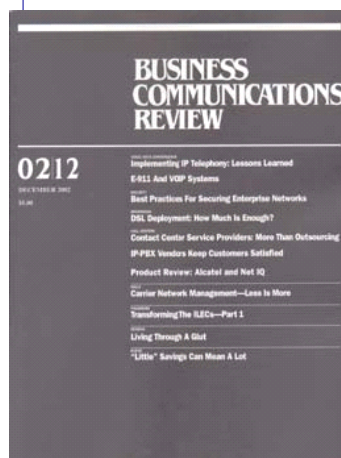 BUSINESS
COMMUNICATIONS
REVIEW
02|12
DECEMBER 2002
Implementing IP Telephony: Lessons Learned
E-911 And VOIP Systems
Best Practices For Securing Enterprise Networks
DSL Deployment: How Much Is Enough?
Contact Center Service Providers: More Than Outsourcing
IP-PBX Vendors Keep Customers Satisfied
Product Review: Alcatel and Net IQ
Carrier Network Management—Less Is More
Transforming The ILECs—Part 1
Living Through A Glut
"Little" Savings Can Mean A Lot